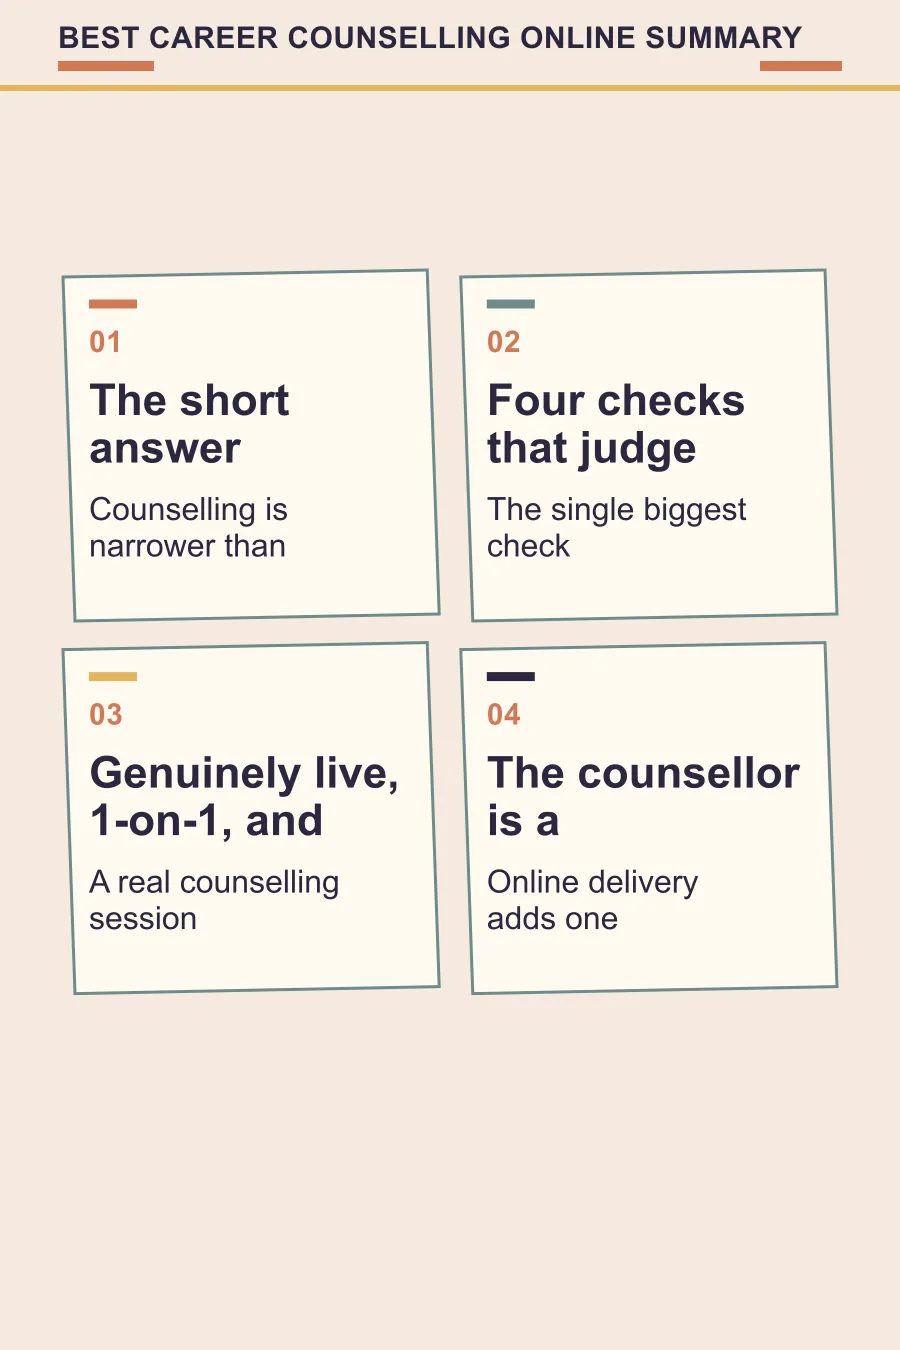 BEST CAREER COUNSELLING ONLINE SUMMARY
01
The short
answer
Counselling is
narrower than
02
Four checks
that judge
The single biggest
check
03
Genuinely live,
1-on-1, and
A real counselling
session
04
The counsellor
is a
Online delivery
adds one